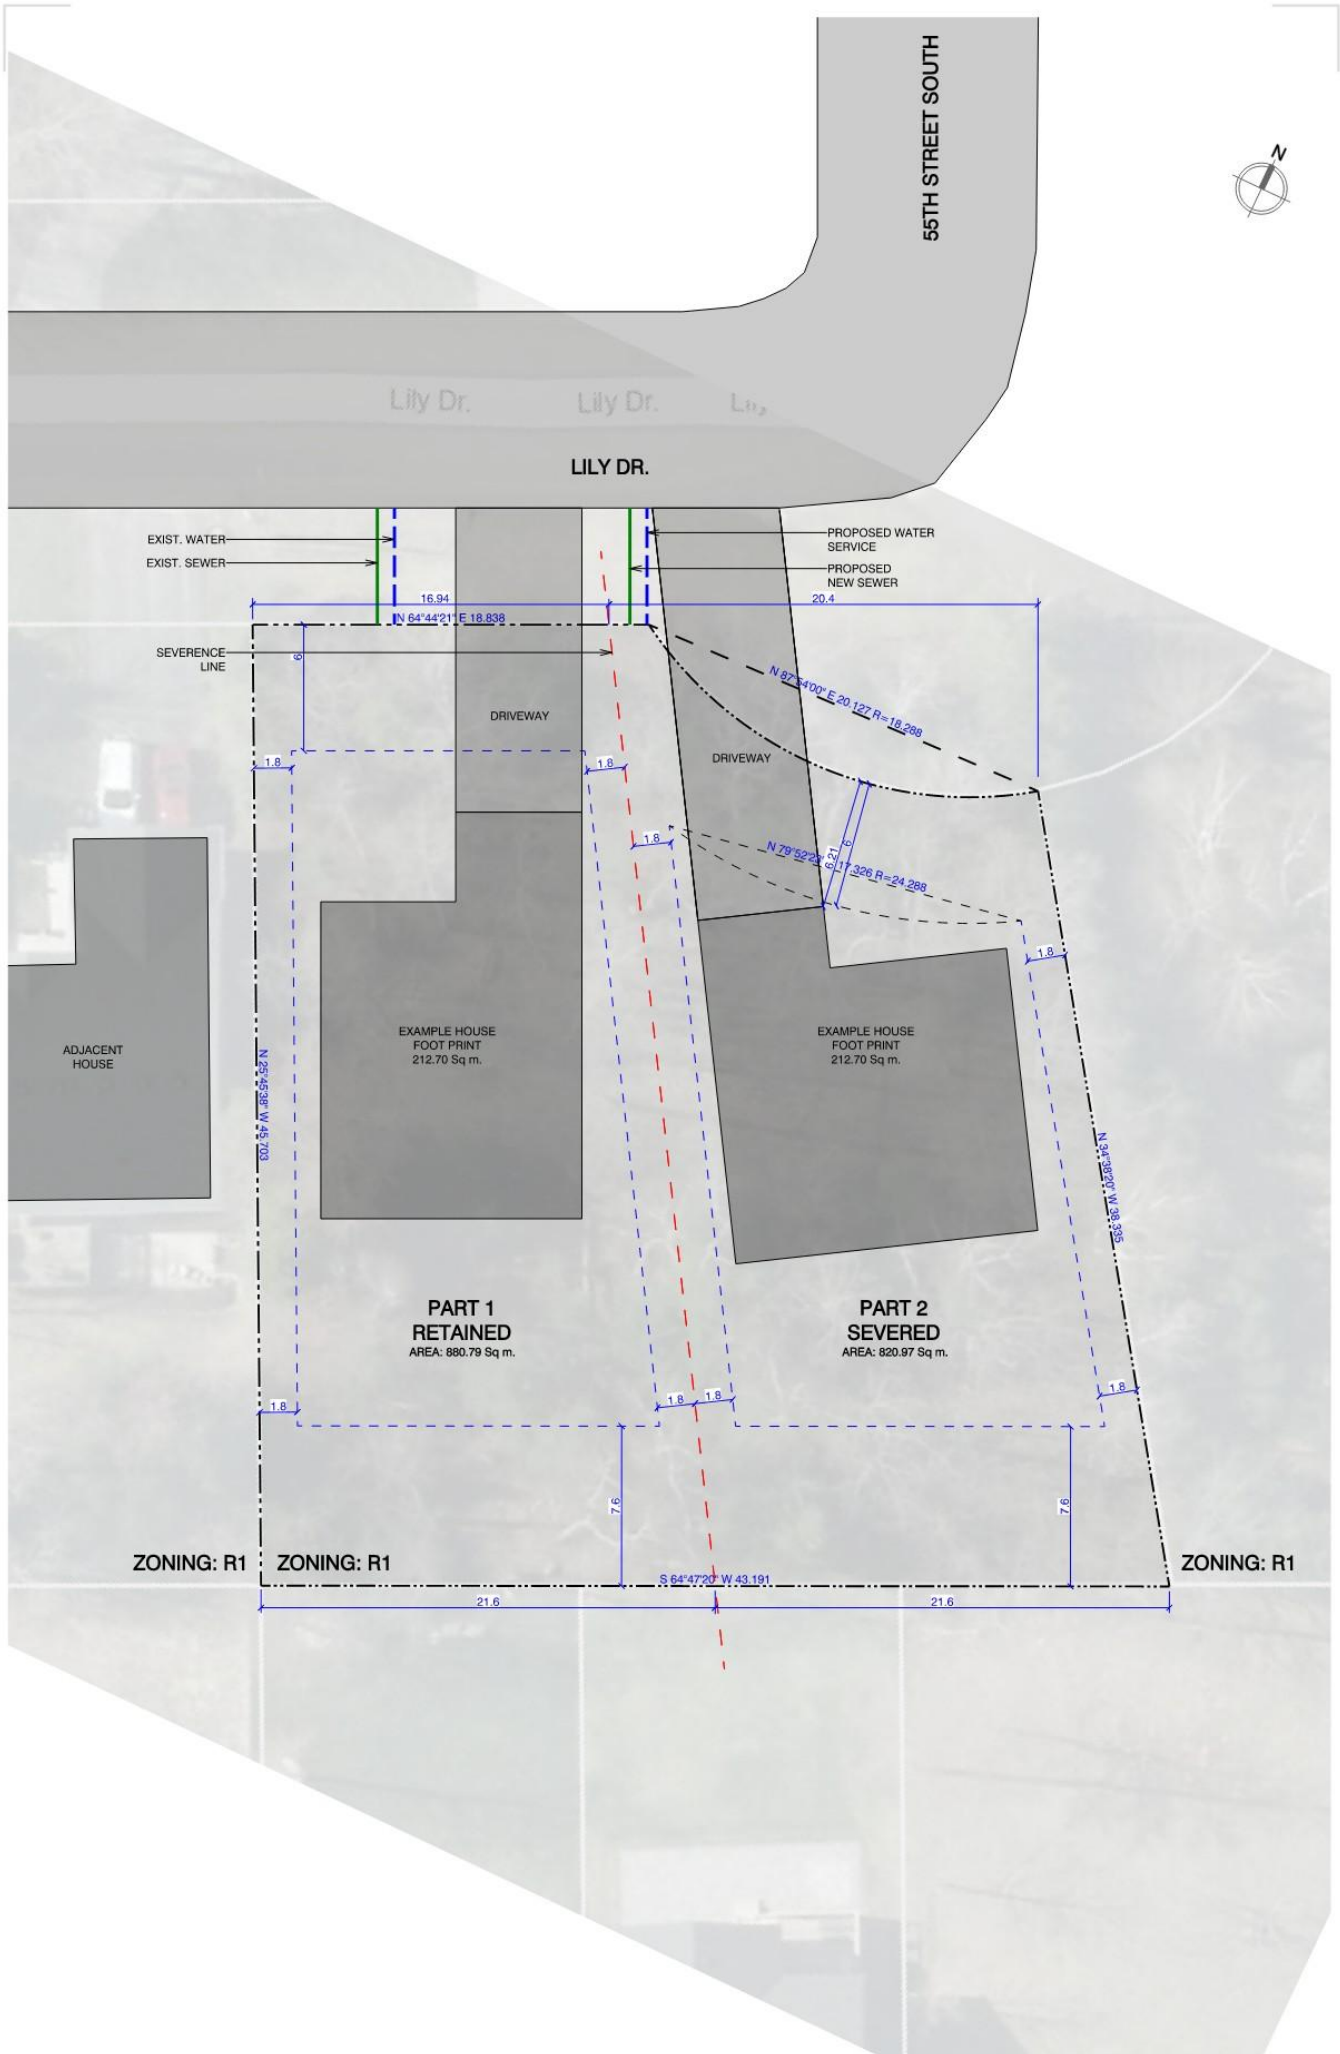 55TH STREET SOUTH
N
Lily Dr.
Lily Dr.
LILY DR.
EXIST. WATER
EXIST. SEWER
PROPOSED WATER
SERVICE
PROPOSED
NEW SEWER
16.94
20.4
N 64°44'21" E 18.838
SEVERENCE
LINE
6
N 87°54'00" E 20.127 R=18.288
DRIVEWAY
DRIVEWAY
1.8
1.8
1.8
N 79°52'23"
17.326 R=24.288
6.21
6
1.8
EXAMPLE HOUSE
FOOT PRINT
212.70 Sq m.
EXAMPLE HOUSE
FOOT PRINT
212.70 Sq m.
ADJACENT
HOUSE
N 25°45'38" W 45.703
N 34°38'20" W 38.335
PART 1
RETAINED
AREA: 880.79 Sq m.
PART 2
SEVERED
AREA: 820.97 Sq m.
1.8
1.8
1.8
1.8
7.6
7.6
ZONING: R1
ZONING: R1
ZONING: R1
S 64°47'20" W 43.191
21.6
21.6